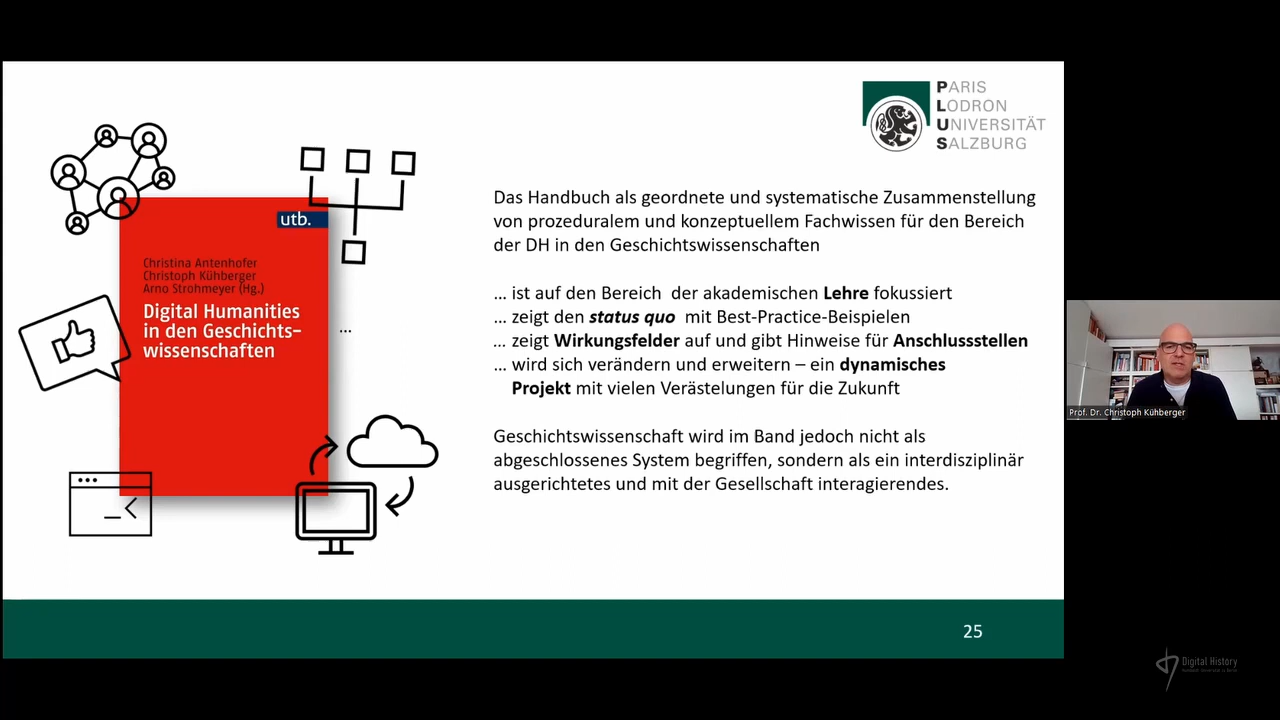 PARIS
LODRON
UNIVERSITÄT
SALZBURG
utb.
Christina Antenhofer
Christoph Kühberger
Arno Strohmeyer (Hg.)
Digital Humanities
in den Geschichts-
wissenschaften
...
Das Handbuch als geordnete und systematische Zusammenstellung
von prozeduralem und konzeptuellem Fachwissen für den Bereich
der DH in den Geschichtswissenschaften
... ist auf den Bereich der akademischen Lehre fokussiert
... zeigt den status quo mit Best-Practice-Beispielen
... zeigt Wirkungsfelder auf und gibt Hinweise für Anschlussstellen
... wird sich verändern und erweitern – ein dynamisches
Projekt mit vielen Verästelungen für die Zukunft
Geschichtswissenschaft wird im Band jedoch nicht als
abgeschlossenes System begriffen, sondern als ein interdisziplinär
ausgerichtetes und mit der Gesellschaft interagierendes.
25
Prof. Dr. Christoph Kühberger
Digital History